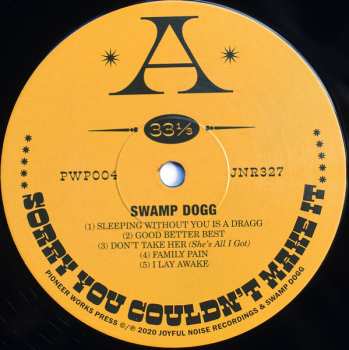 A
33⅓
PWP004
JNR327
SWAMP DOGG
(1) SLEEPING WITHOUT YOU IS A DRAGG
(2) GOOD BETTER BEST
(3) DON'T TAKE HER (She's All I Got)
(4) FAMILY PAIN
(5) I LAY AWAKE
SORRY YOU COULDN'T MAKE IT
PIONEER WORKS PRESS ©/℗ 2020 JOYFUL NOISE RECORDINGS & SWAMP DOGG